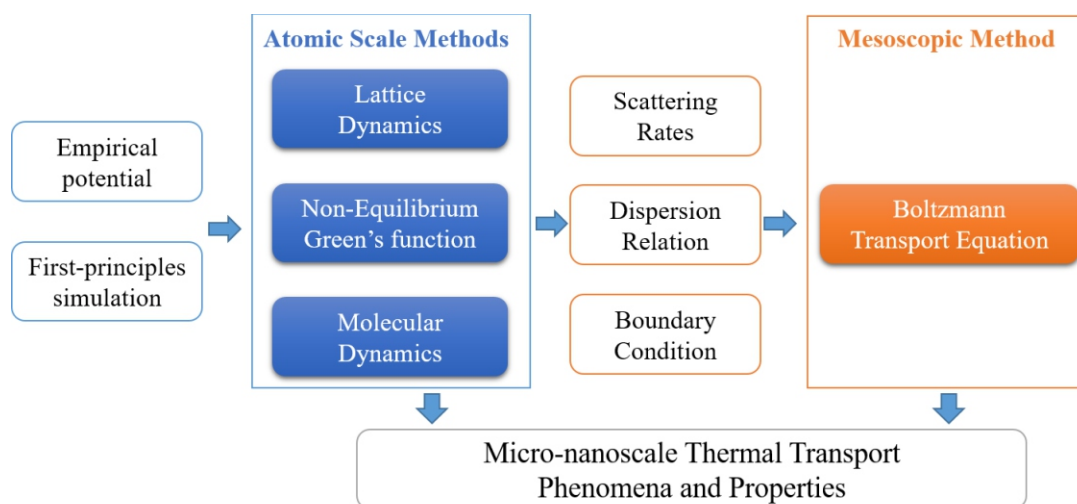 Empirical
potential
First-principles
simulation
Atomic Scale Methods
Lattice
Dynamics
Non-Equilibrium
Green's function
Molecular
Dynamics
Scattering
Rates
Dispersion
Relation
Boundary
Condition
Mesoscopic Method
Boltzmann
Transport Equation
Micro-nanoscale Thermal Transport
Phenomena and Properties